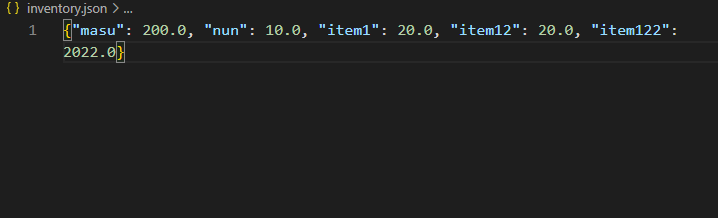 {} inventory.json > ...
1 {"masu": 200.0, "nun": 10.0, "item1": 20.0, "item12": 20.0, "item122":
2022.0}